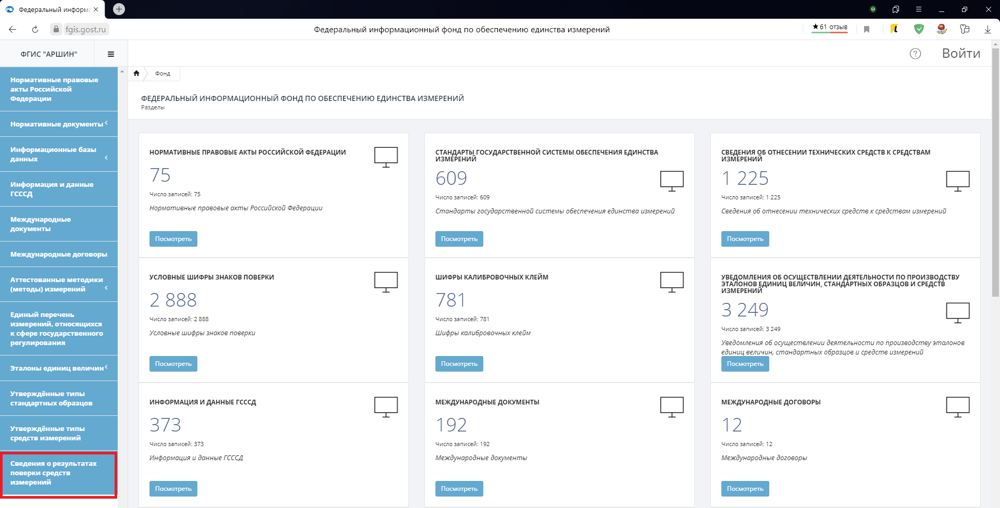 Федеральный информа
fgis.gost.ru
Федеральный информационный фонд по обеспечению единства измерений
★61 отзыв
ФГИС "АРШИН"
Войти
Нормативные правовые
акты Российской
Федерации
Нормативные документы
Информационные базы
данных
Информация и данные
ГСССД
Международные
документы
Международные договоры
Аттестованные методики
(методы) измерений
Единый перечень
измерений, относящихся
к сфере государственного
регулирования
Эталоны единиц величин
Утверждённые типы
стандартных образцов
Утверждённые типы
средств измерений
Сведения о результатах
поверки средств
измерений
Фонд
ФЕДЕРАЛЬНЫЙ ИНФОРМАЦИОННЫЙ ФОНД ПО ОБЕСПЕЧЕНИЮ ЕДИНСТВА ИЗМЕРЕНИЙ
Разделы
НОРМАТИВНЫЕ ПРАВОВЫЕ АКТЫ РОССИЙСКОЙ ФЕДЕРАЦИИ
75
Число записей: 75
Нормативные правовые акты Российской Федерации
Посмотреть
СТАНДАРТЫ ГОСУДАРСТВЕННОЙ СИСТЕМЫ ОБЕСПЕЧЕНИЯ ЕДИНСТВА
ИЗМЕРЕНИЙ
609
Число записей: 609
Стандарты государственной системы обеспечения единства измерений
Посмотреть
СВЕДЕНИЯ ОБ ОТНЕСЕНИИ ТЕХНИЧЕСКИХ СРЕДСТВ К СРЕДСТВАМ
ИЗМЕРЕНИЙ
1 225
Число записей: 1 225
Сведения об отнесении технических средств к средствам измерений
Посмотреть
УСЛОВНЫЕ ШИФРЫ ЗНАКОВ ПОВЕРКИ
2 888
Число записей: 2 888
Условные шифры знаков поверки
Посмотреть
ШИФРЫ КАЛИБРОВОЧНЫХ КЛЕЙМ
781
Число записей: 781
Шифры калибровочных клейм
Посмотреть
УВЕДОМЛЕНИЯ ОБ ОСУЩЕСТВЛЕНИИ ДЕЯТЕЛЬНОСТИ ПО ПРОИЗВОДСТВУ
ЭТАЛОНОВ ЕДИНИЦ ВЕЛИЧИН, СТАНДАРТНЫХ ОБРАЗЦОВ И СРЕДСТВ
ИЗМЕРЕНИЙ
3 249
Число записей: 3 249
Уведомления об осуществлении деятельности по производству эталонов
единиц величин, стандартных образцов и средств измерений
Посмотреть
ИНФОРМАЦИЯ И ДАННЫЕ ГСССД
373
Число записей: 373
Информация и данные ГСССД
Посмотреть
МЕЖДУНАРОДНЫЕ ДОКУМЕНТЫ
192
Число записей: 192
Международные документы
Посмотреть
МЕЖДУНАРОДНЫЕ ДОГОВОРЫ
12
Число записей: 12
Международные договоры
Посмотреть